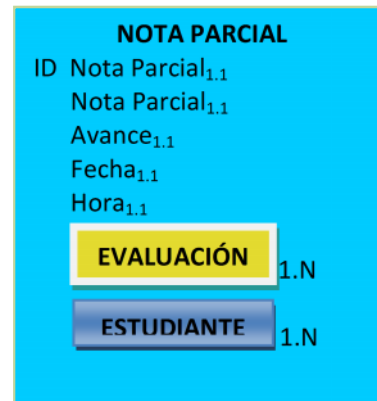 NOTA PARCIAL
ID Nota Parcial1.1
Nota Parcial1.1
Avance1.1
Fecha1.1
Hora1.1
EVALUACIÓN 1.N
ESTUDIANTE 1.N